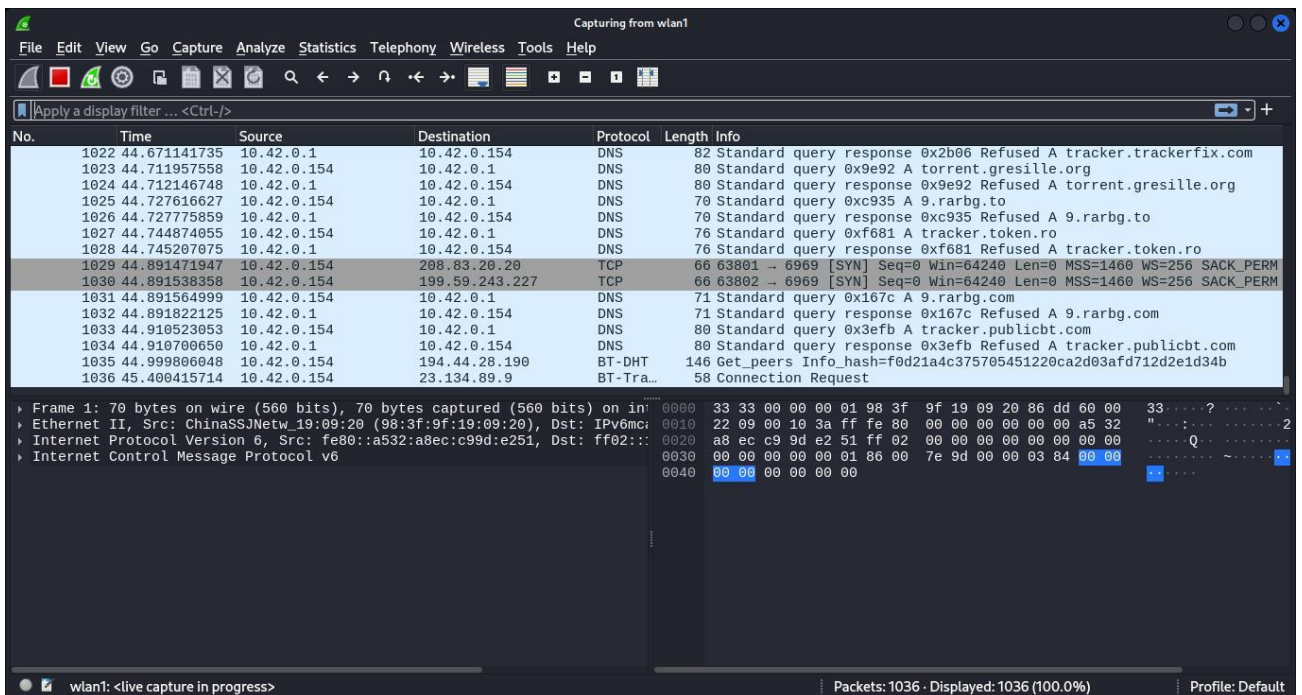 Capturing from wlan1
File Edit View Go Capture Analyze Statistics Telephony Wireless Tools Help
Apply a display filter ... <Ctrl-/>
No. Time Source Destination Protocol Length Info
1022 44.671141735 10.42.0.1 10.42.0.154 DNS 82 Standard query response 0x2b06 Refused A tracker.trackerfix.com
1023 44.711957558 10.42.0.154 10.42.0.1 DNS 80 Standard query 0x9e92 A torrent.gresille.org
1024 44.712146748 10.42.0.1 10.42.0.154 DNS 80 Standard query response 0x9e92 Refused A torrent.gresille.org
1025 44.727616627 10.42.0.154 10.42.0.1 DNS 70 Standard query 0xc935 A 9.rarbg.to
1026 44.727775859 10.42.0.1 10.42.0.154 DNS 70 Standard query response 0xc935 Refused A 9.rarbg.to
1027 44.744874055 10.42.0.154 10.42.0.1 DNS 76 Standard query 0xf681 A tracker.token.ro
1028 44.745207075 10.42.0.1 10.42.0.154 DNS 76 Standard query response 0xf681 Refused A tracker.token.ro
1029 44.891471947 10.42.0.154 208.83.20.20 TCP 66 63801 → 6969 [SYN] Seq=0 Win=64240 Len=0 MSS=1460 WS=256 SACK_PERM
1030 44.891538358 10.42.0.154 199.59.243.227 TCP 66 63802 → 6969 [SYN] Seq=0 Win=64240 Len=0 MSS=1460 WS=256 SACK_PERM
1031 44.891564999 10.42.0.154 10.42.0.1 DNS 71 Standard query 0x167c A 9.rarbg.com
1032 44.891822125 10.42.0.1 10.42.0.154 DNS 71 Standard query response 0x167c Refused A 9.rarbg.com
1033 44.910523053 10.42.0.154 10.42.0.1 DNS 80 Standard query 0x3efb A tracker.publicbt.com
1034 44.910700650 10.42.0.1 10.42.0.154 DNS 80 Standard query response 0x3efb Refused A tracker.publicbt.com
1035 44.999806048 10.42.0.154 194.44.28.190 BT-DHT 146 Get_peers Info_hash=f0d21a4c375705451220ca2d03afd712d2e1d34b
1036 45.400415714 10.42.0.154 23.134.89.9 BT-Tra… 58 Connection Request
Frame 1: 70 bytes on wire (560 bits), 70 bytes captured (560 bits) on int
Ethernet II, Src: ChinaSSJNetw_19:09:20 (98:3f:9f:19:09:20), Dst: IPv6mca
Internet Protocol Version 6, Src: fe80::a532:a8ec:c99d:e251, Dst: ff02::
Internet Control Message Protocol v6
0000 33 33 00 00 00 01 98 3f 9f 19 09 20 86 dd 60 00 33·····? ··· ··`·
0010 22 09 00 10 3a ff fe 80 00 00 00 00 00 00 a5 32 "···:··· ·······2
0020 a8 ec c9 9d e2 51 ff 02 00 00 00 00 00 00 00 00 ·····Q·· ········
0030 00 00 00 00 00 01 86 00 7e 9d 00 00 03 84 00 00 ········ ~·······
0040 00 00 00 00 00 00 ······
wlan1: <live capture in progress>
Packets: 1036 · Displayed: 1036 (100.0%)
Profile: Default